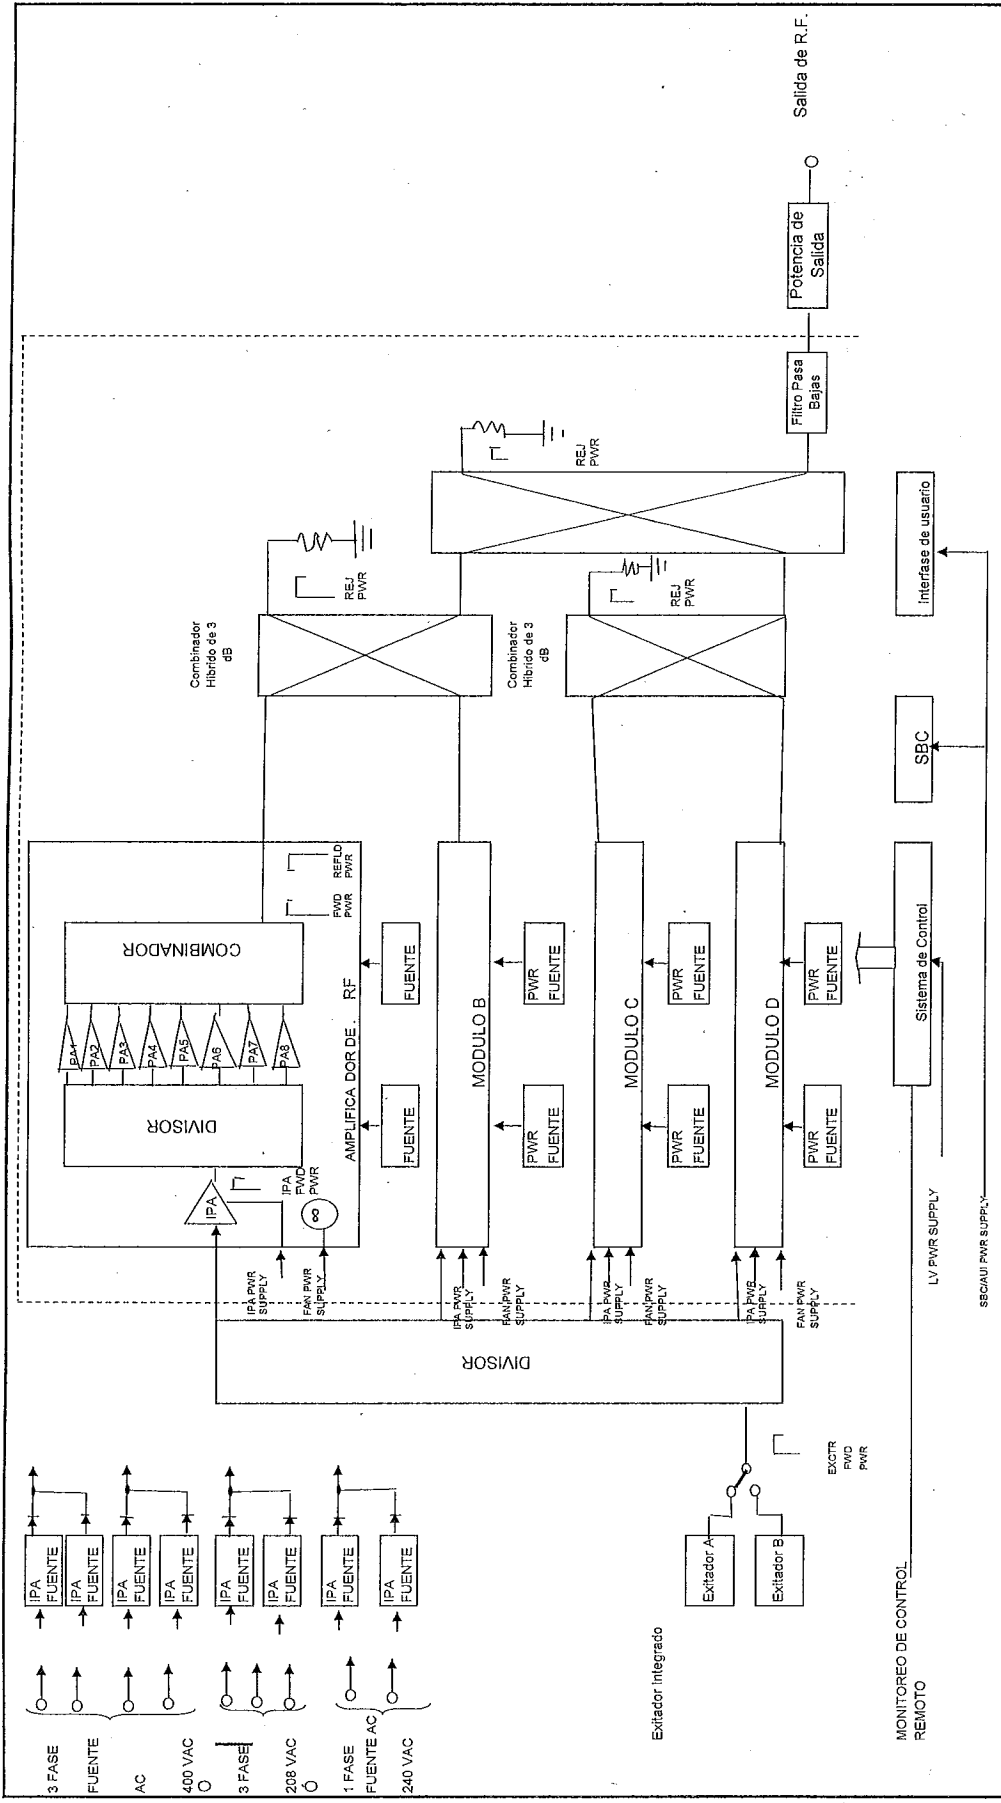 3 FASE
FUENTE
AC
400 VAC
O
3 FASE
208 VAC
Ó
1 FASE
FUENTE AC
240 VAC
IPA
FUENTE
IPA
FUENTE
IPA
FUENTE
IPA
FUENTE
IPA
FUENTE
IPA
FUENTE
IPA
FUENTE
IPA
FUENTE
Exitador Integrado
Exitador A
Exitador B
EXCTR
FWD
PWR
DIVISOR
IPA PWR
SUPPLY
FAN PWR
SUPPLY
IPA PWR
SUPPLY
FAN PWR
SUPPLY
IPA PWR
SUPPLY
FAN PWR
SUPPLY
IPA PWR
SUPPLY
FAN PWR
SUPPLY
IPA
IPA
FWD
PWR
∞
DIVISOR
PA1
PA2
PA3
PA4
PA5
PA6
PA7
PA8
COMBINADOR
FWD
PWR
REFLD
PWR
AMPLIFICA DOR DE . RF
FUENTE
FUENTE
MODULO B
PWR
FUENTE
PWR
FUENTE
MODULO C
PWR
FUENTE
PWR
FUENTE
MODULO D
PWR
FUENTE
PWR
FUENTE
Combinador
Hibrido de 3
dB
REJ
PWR
Combinador
Hibrido de 3
dB
REJ
PWR
REJ
PWR
Filtro Pasa
Bajas
Potencia de
Salida
Salida de R.F.
MONITOREO DE CONTROL
REMOTO
LV PWR SUPPLY
SBC/AUI PWR SUPPLY
Sistema de Control
SBC
Interfase de usuario